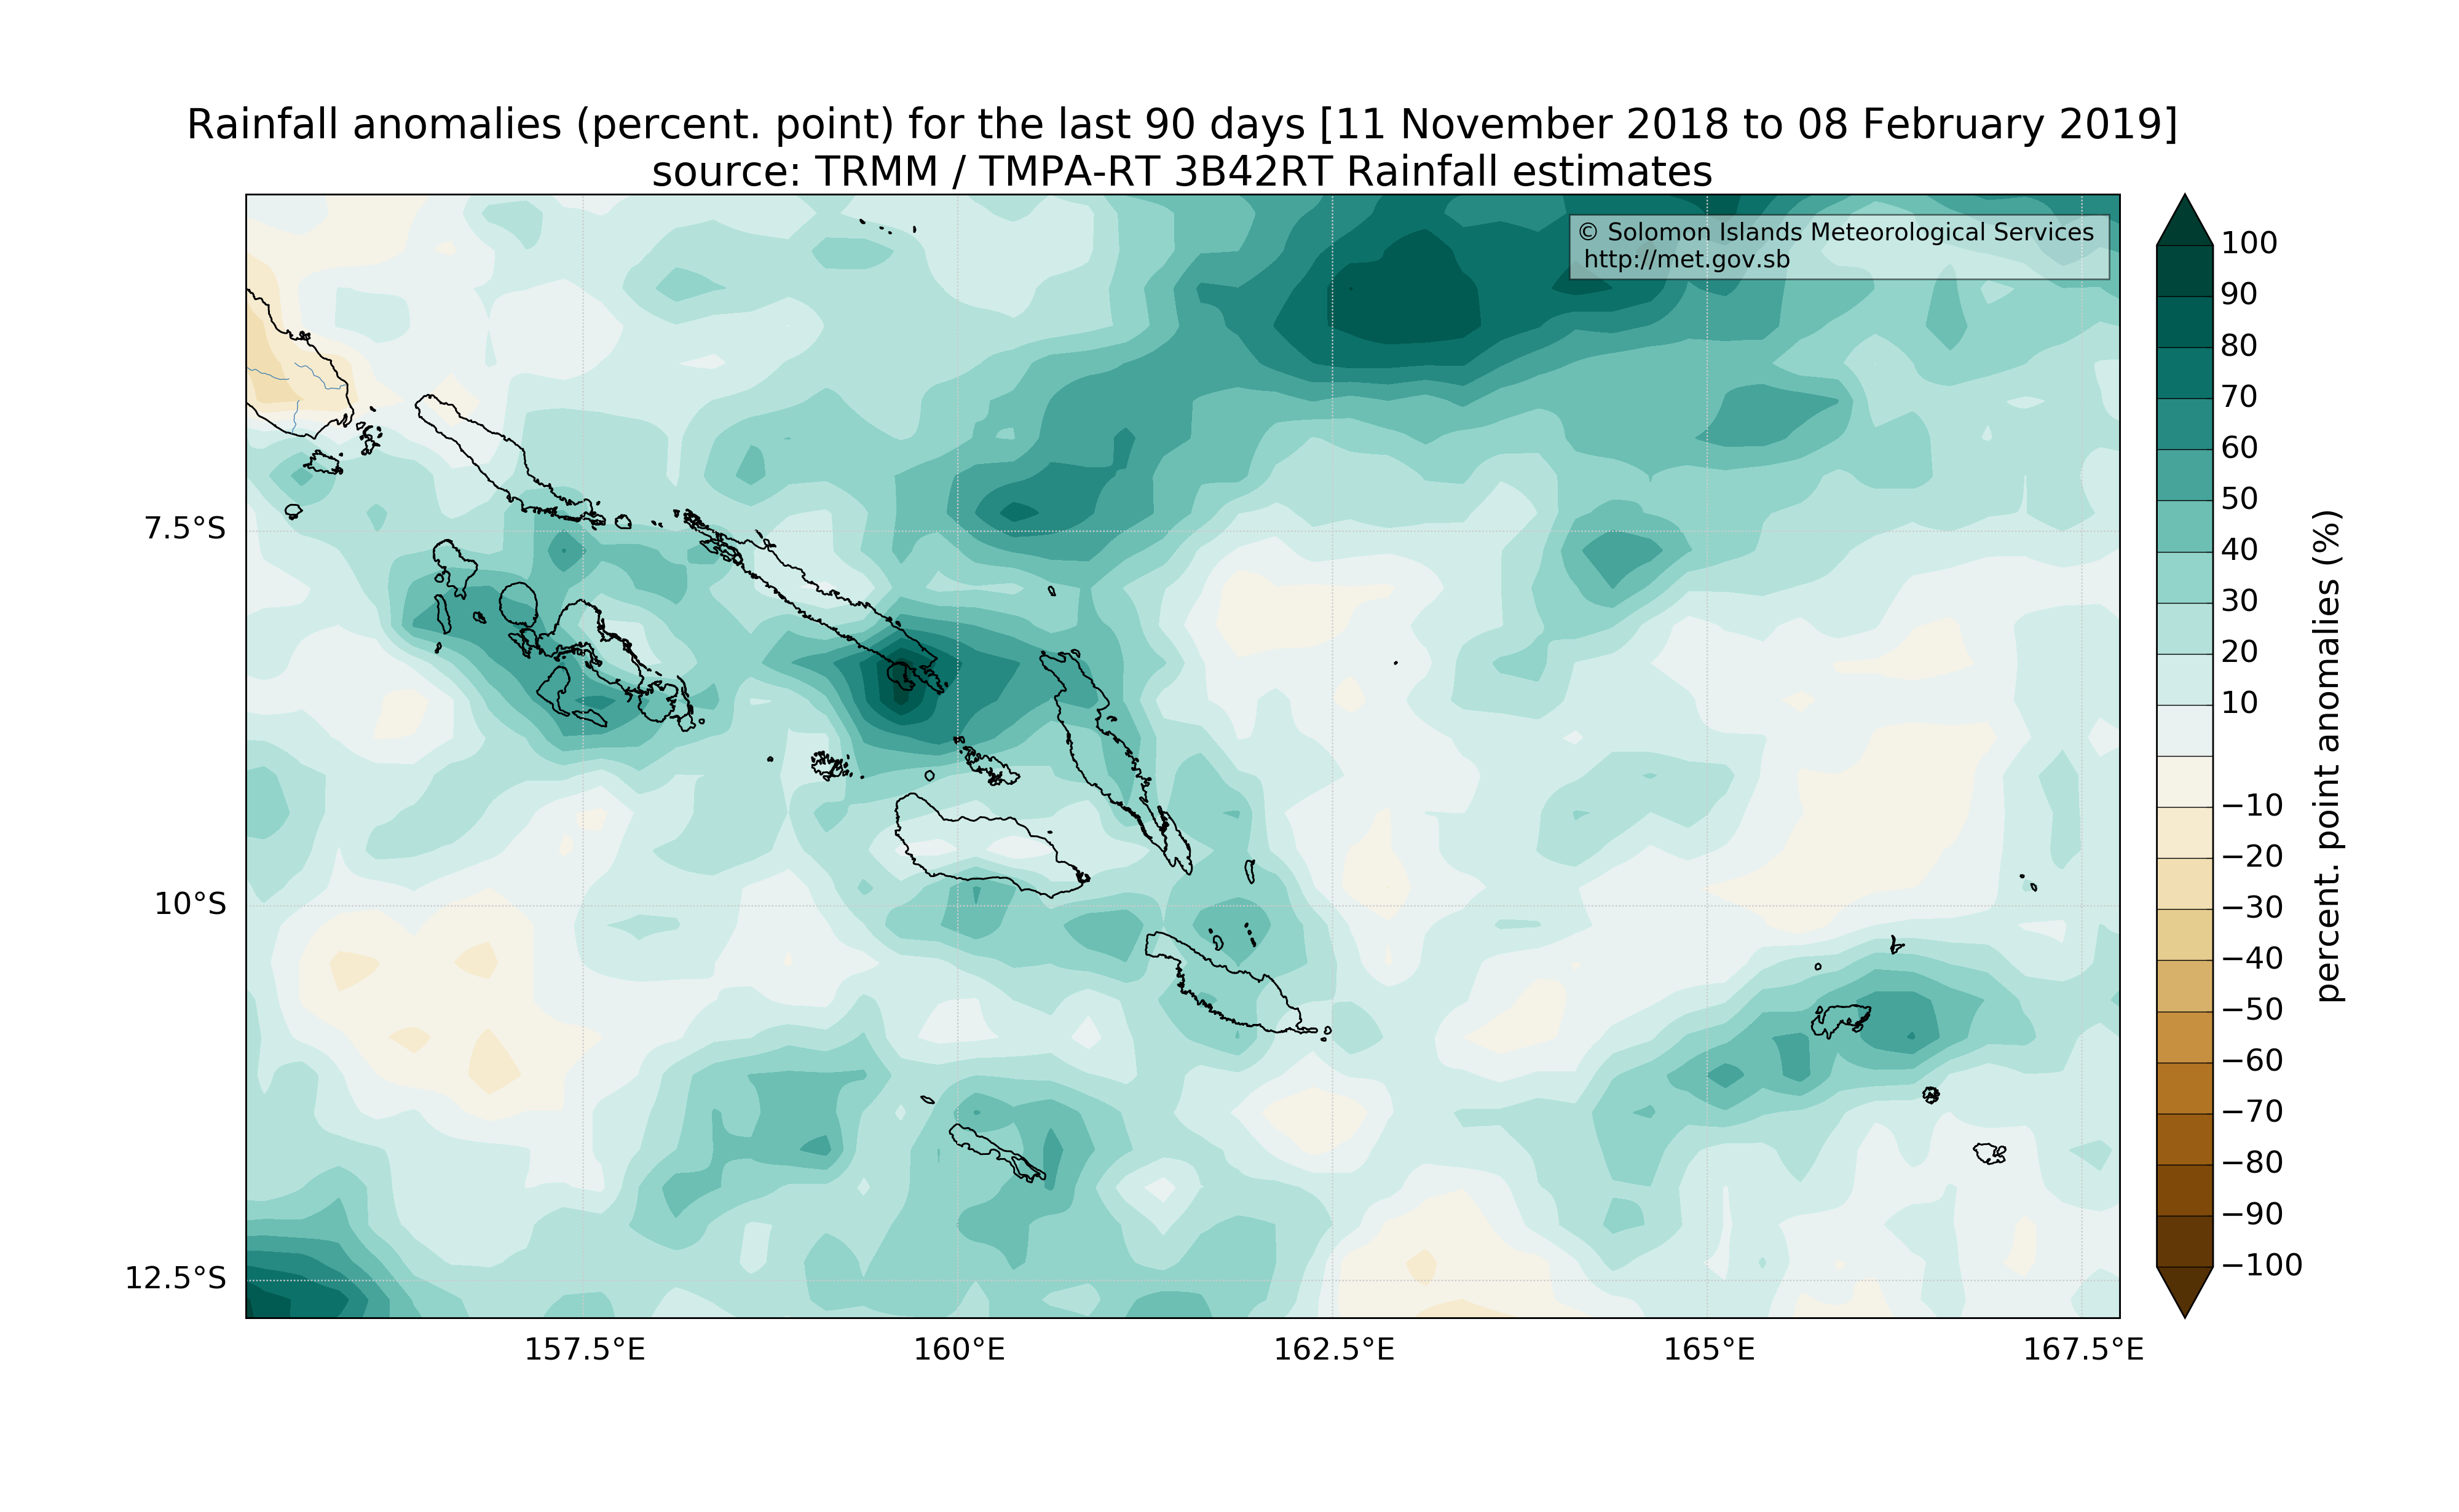 Rainfall anomalies (percent. point) for the last 90 days [11 November 2018 to 08 February 2019]
source: TRMM / TMPA-RT 3B42RT Rainfall estimates
© Solomon Islands Meteorological Services
http://met.gov.sb
7.5°S
10°S
12.5°S
157.5°E
160°E
162.5°E
165°E
167.5°E
100
90
80
70
60
50
40
30
20
10
−10
−20
−30
−40
−50
−60
−70
−80
−90
−100
percent. point anomalies (%)